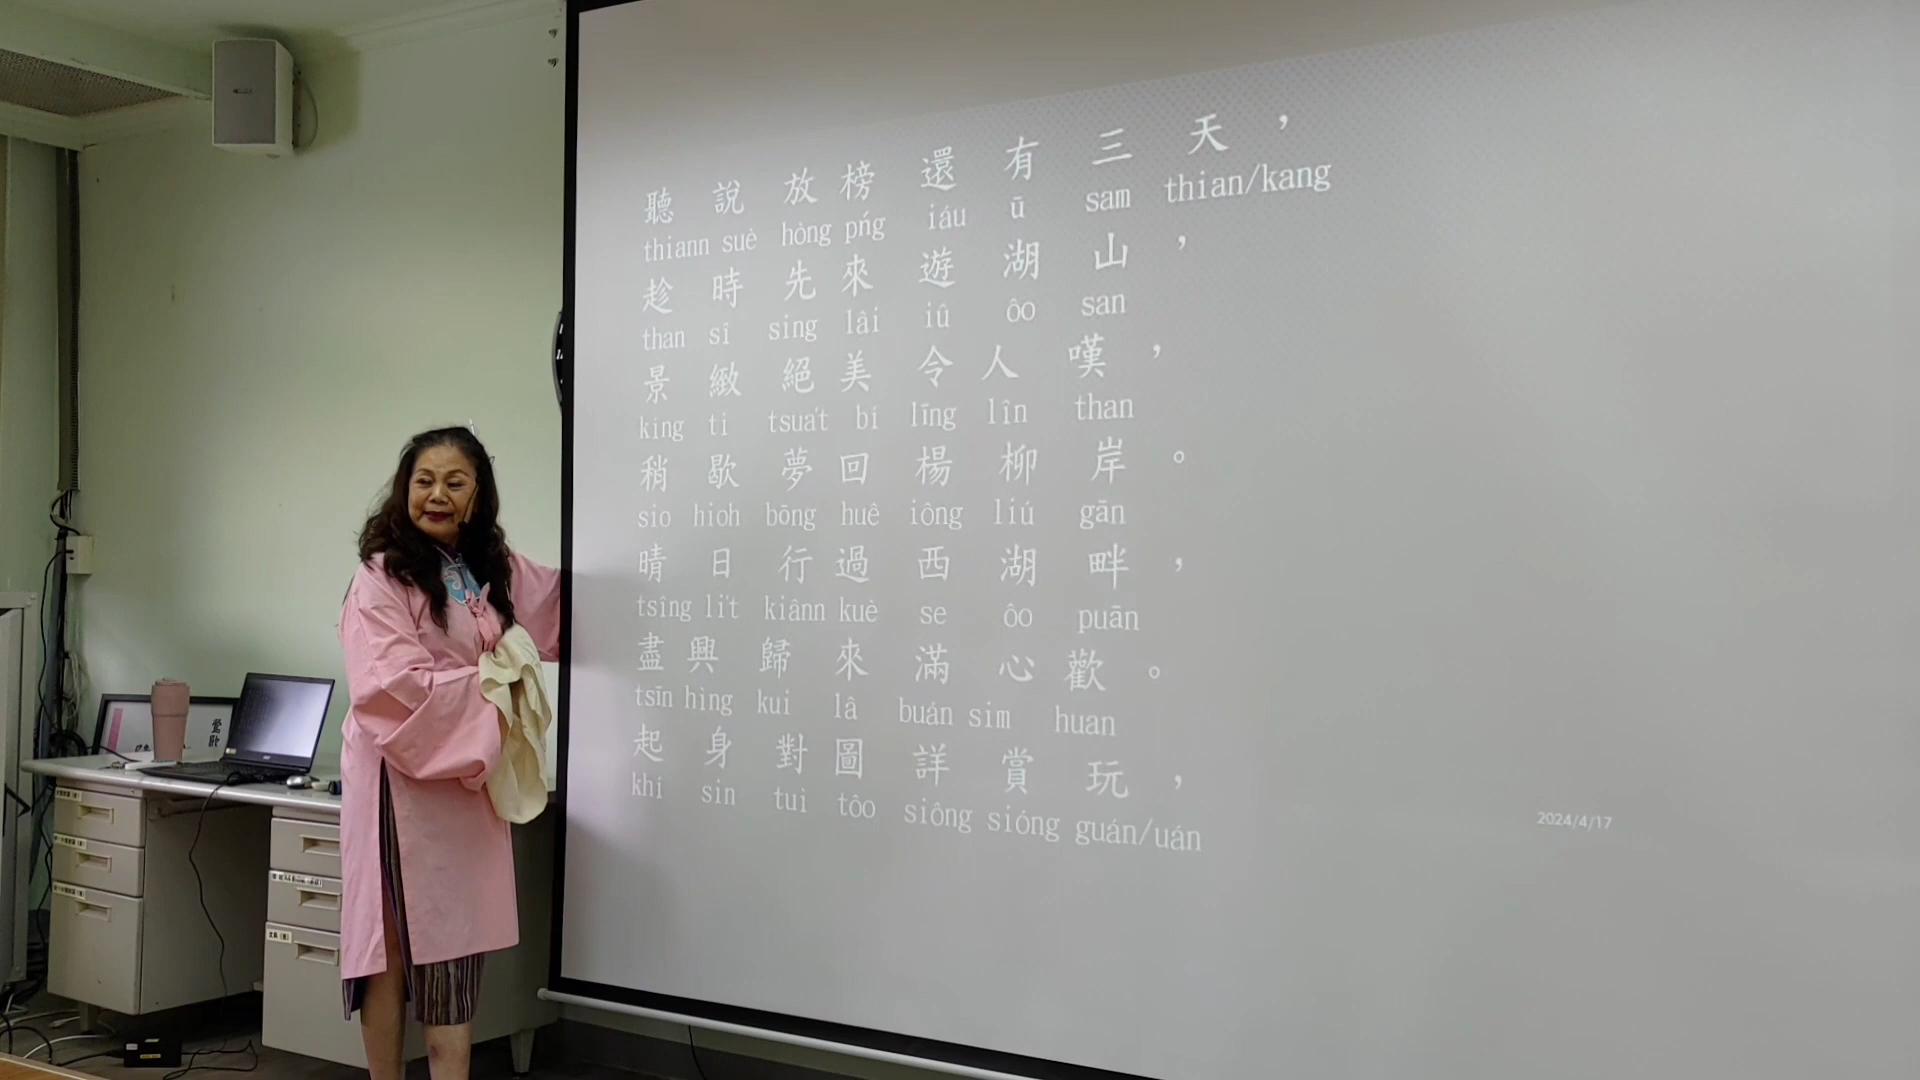 聽說放榜還有三天，
thiann suè hòng pńg iáu ū sam thian/kang
趁時先來遊湖山，
than sî sing lâi iû ôo san
景緻絕美令人嘆，
king ti tsua̍t bí līng lîn than
稍歇夢回楊柳岸。
sio hioh bōng huê iông liú gān
晴日行過西湖畔，
tsîng li̍t kiânn kuè se ôo puān
盡興歸來滿心歡。
tsīn hìng kui lâ buán sim huan
起身對圖詳賞玩，
khí sin tuì tôo siông sióng guán/uán
2024/4/17